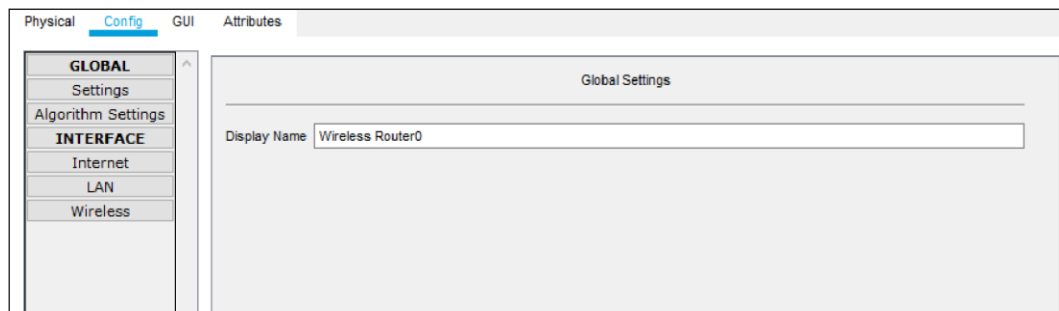 Physical Config GUI Attributes
GLOBAL
Settings
Algorithm Settings
INTERFACE
Internet
LAN
Wireless
Global Settings
Display Name Wireless Router0